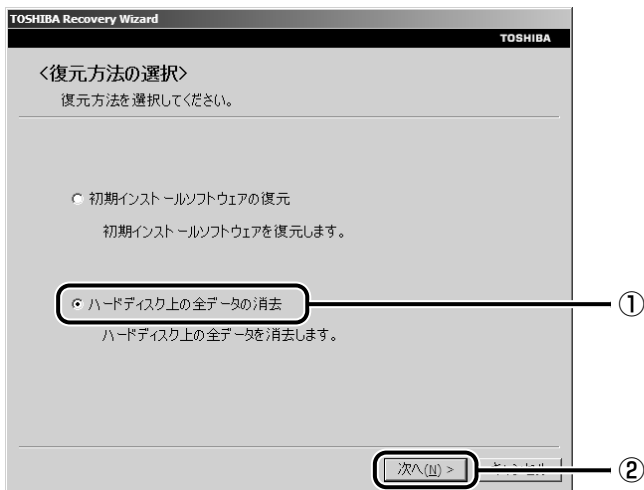 TOSHIBA Recovery Wizard
TOSHIBA
<復元方法の選択>
復元方法を選択してください。
初期インストールソフトウェアの復元
初期インストールソフトウェアを復元します。
ハードディスク上の全データの消去
①
ハードディスク上の全データを消去します。
次へ(N) >
②